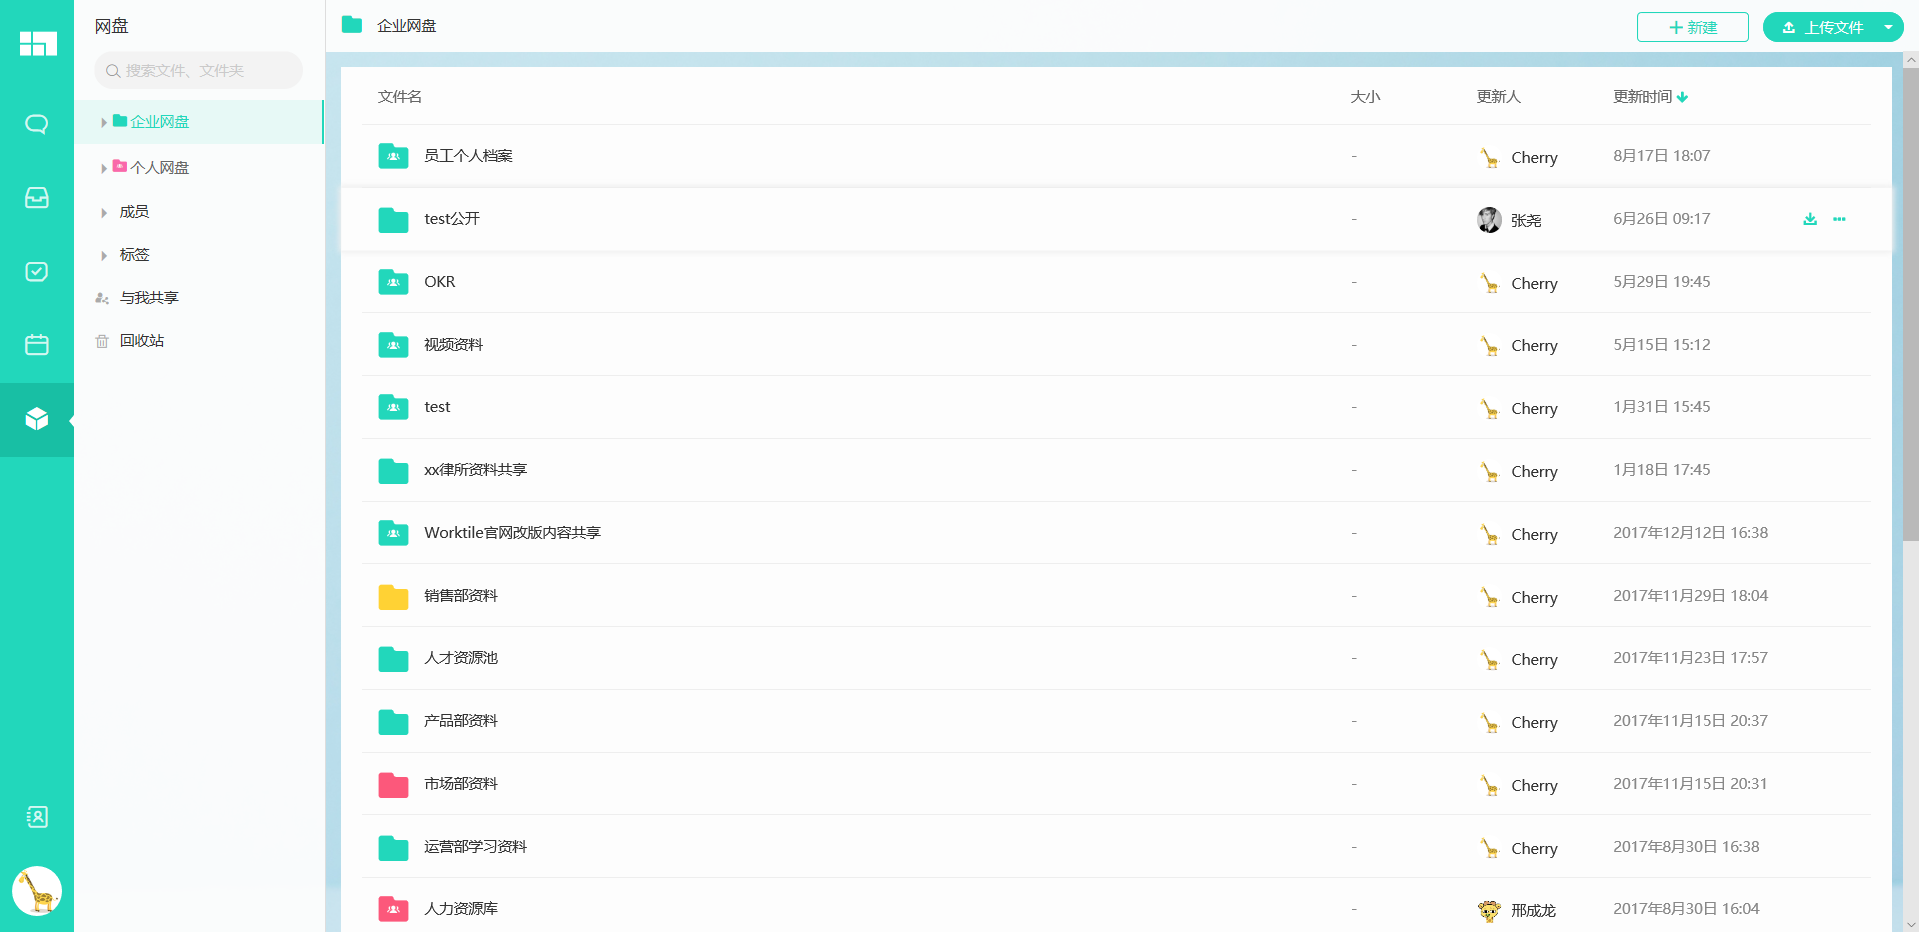 网盘
搜索文件、文件夹
企业网盘
个人网盘
成员
标签
与我共享
回收站
企业网盘
新建
上传文件
文件名 大小 更新人 更新时间
员工个人档案 - Cherry 8月17日 18:07
test公开 - 张尧 6月26日 09:17
OKR - Cherry 5月29日 19:45
视频资料 - Cherry 5月15日 15:12
test - Cherry 1月31日 15:45
xx律所资料共享 - Cherry 1月18日 17:45
Worktile官网改版内容共享 - Cherry 2017年12月12日 16:38
销售部资料 - Cherry 2017年11月29日 18:04
人才资源池 - Cherry 2017年11月23日 17:57
产品部资料 - Cherry 2017年11月15日 20:37
市场部资料 - Cherry 2017年11月15日 20:31
运营部学习资料 - Cherry 2017年8月30日 16:38
人力资源库 - 邢成龙 2017年8月30日 16:04